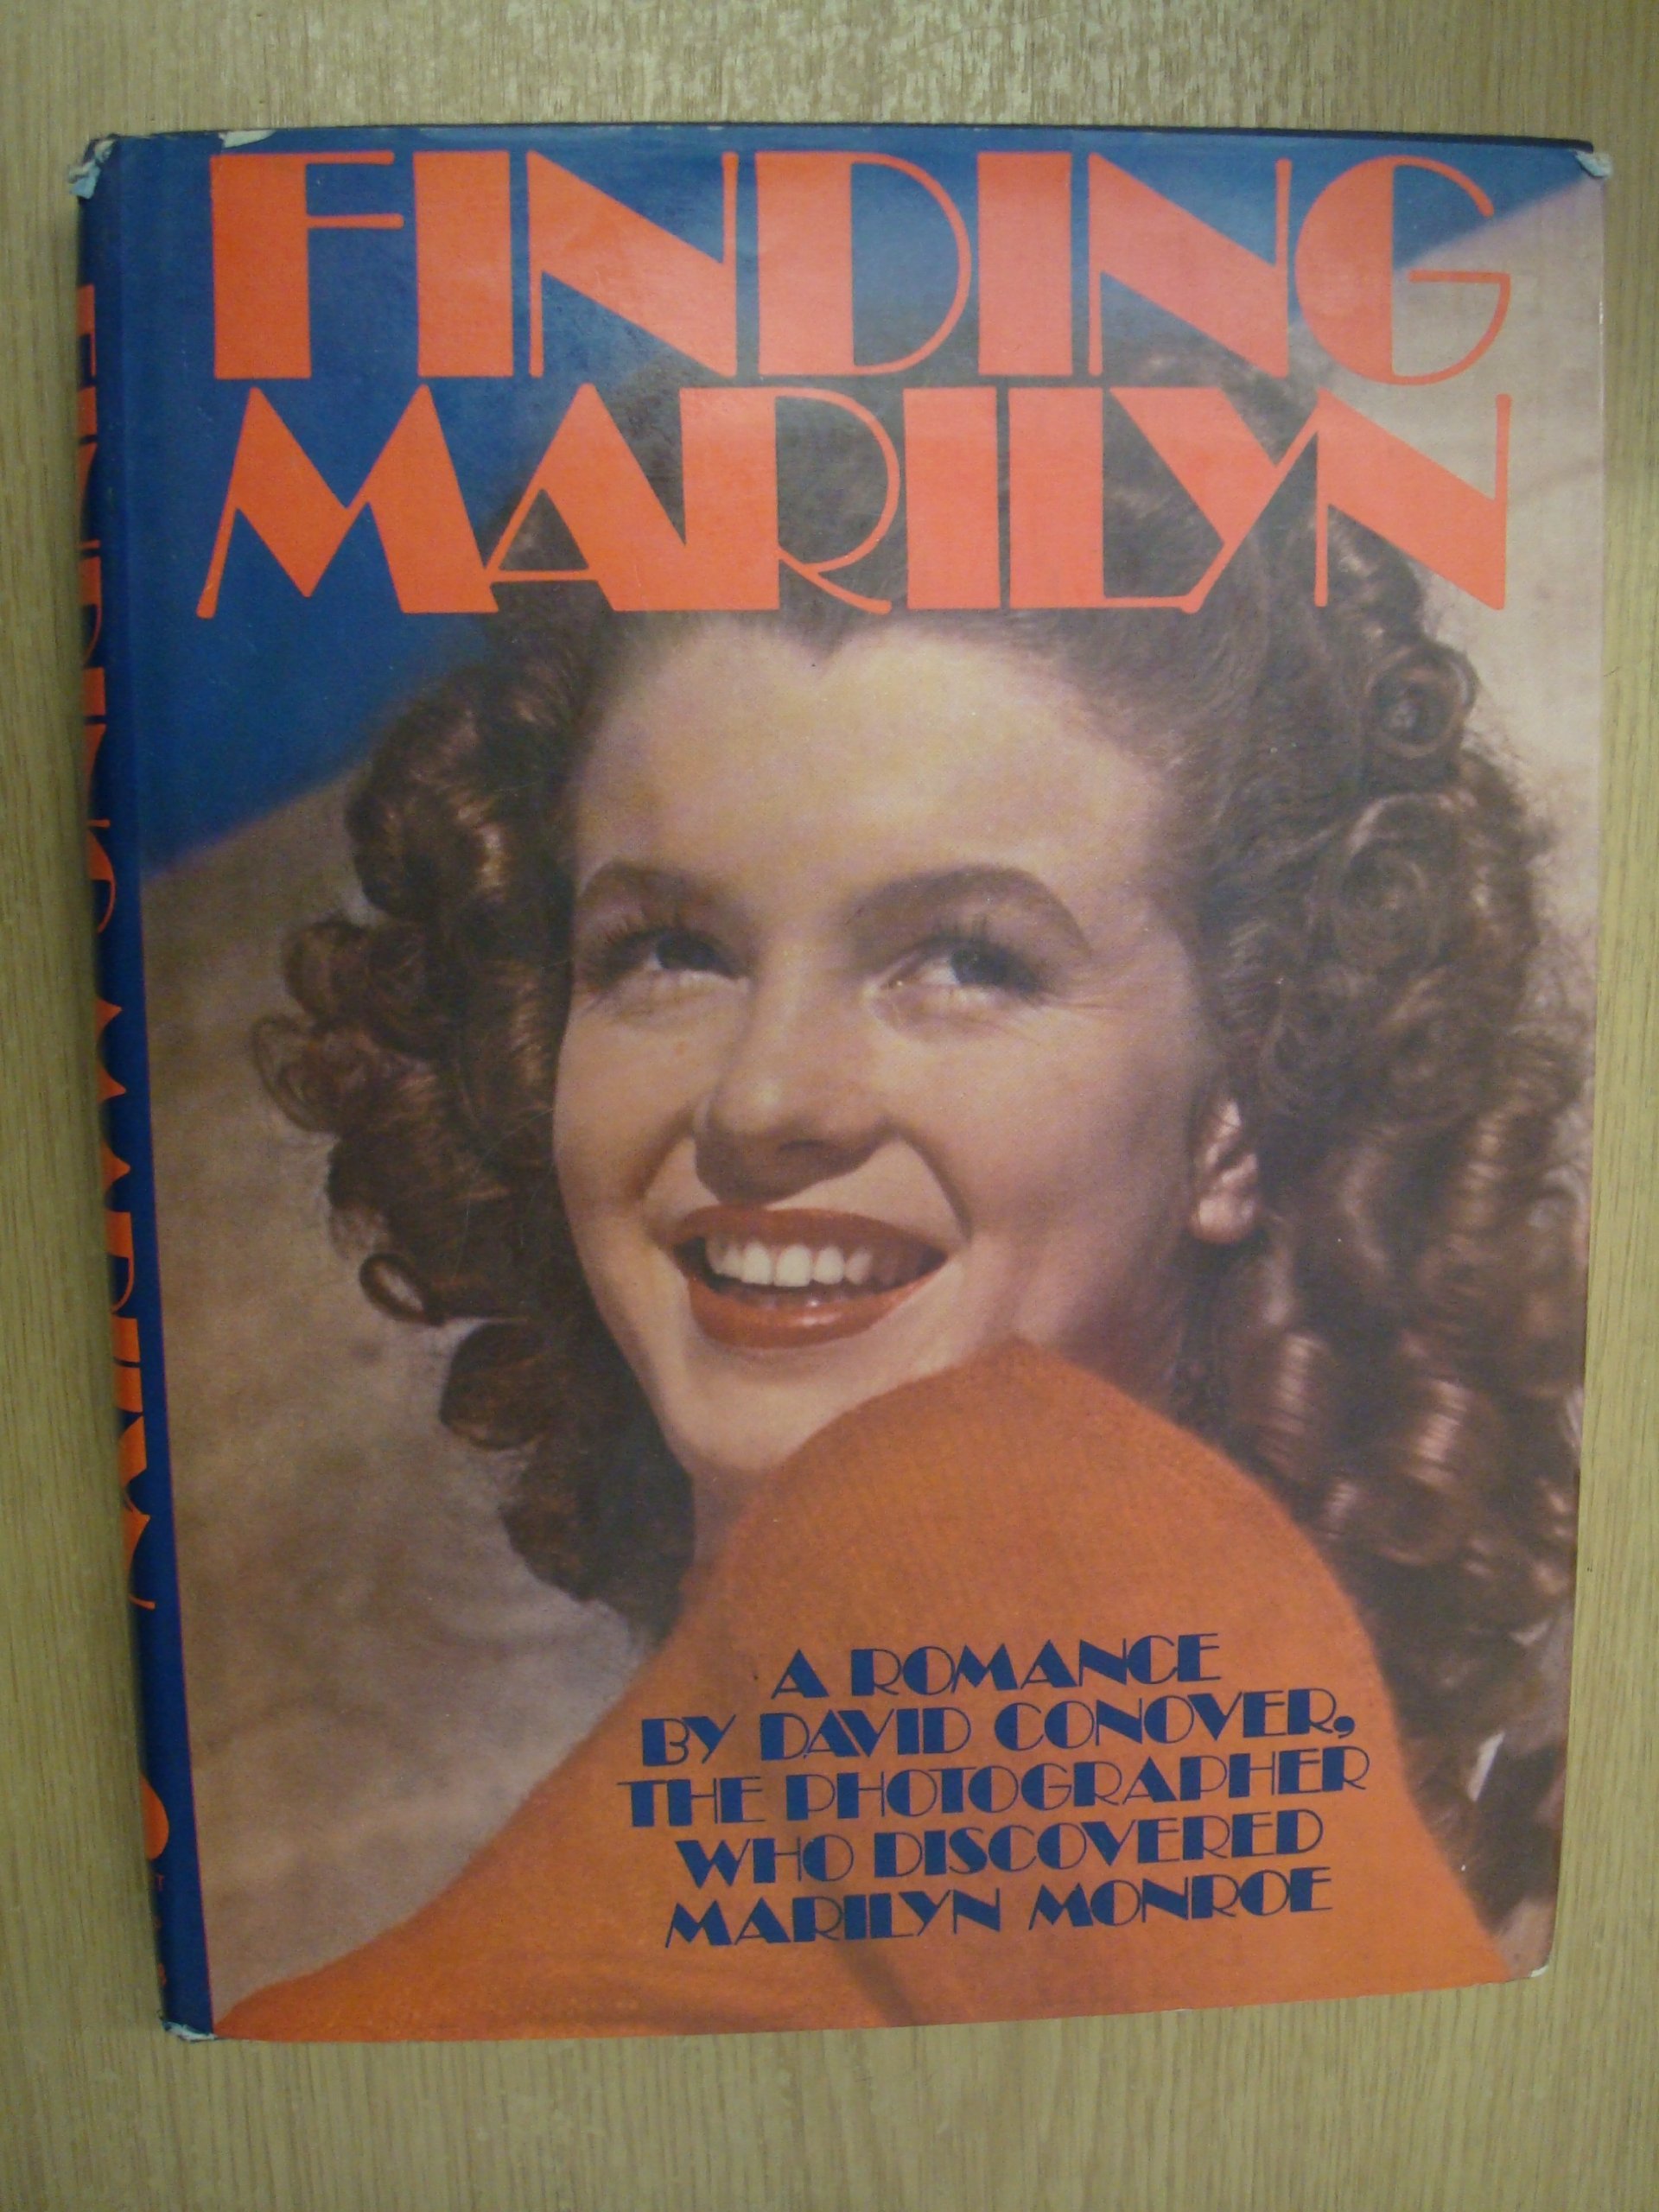 FINDING
MARILYN
A ROMANCE
BY DAVID CONOVER,
THE PHOTOGRAPHER
WHO DISCOVERED
MARILYN MONROE
FINDING MARILYN